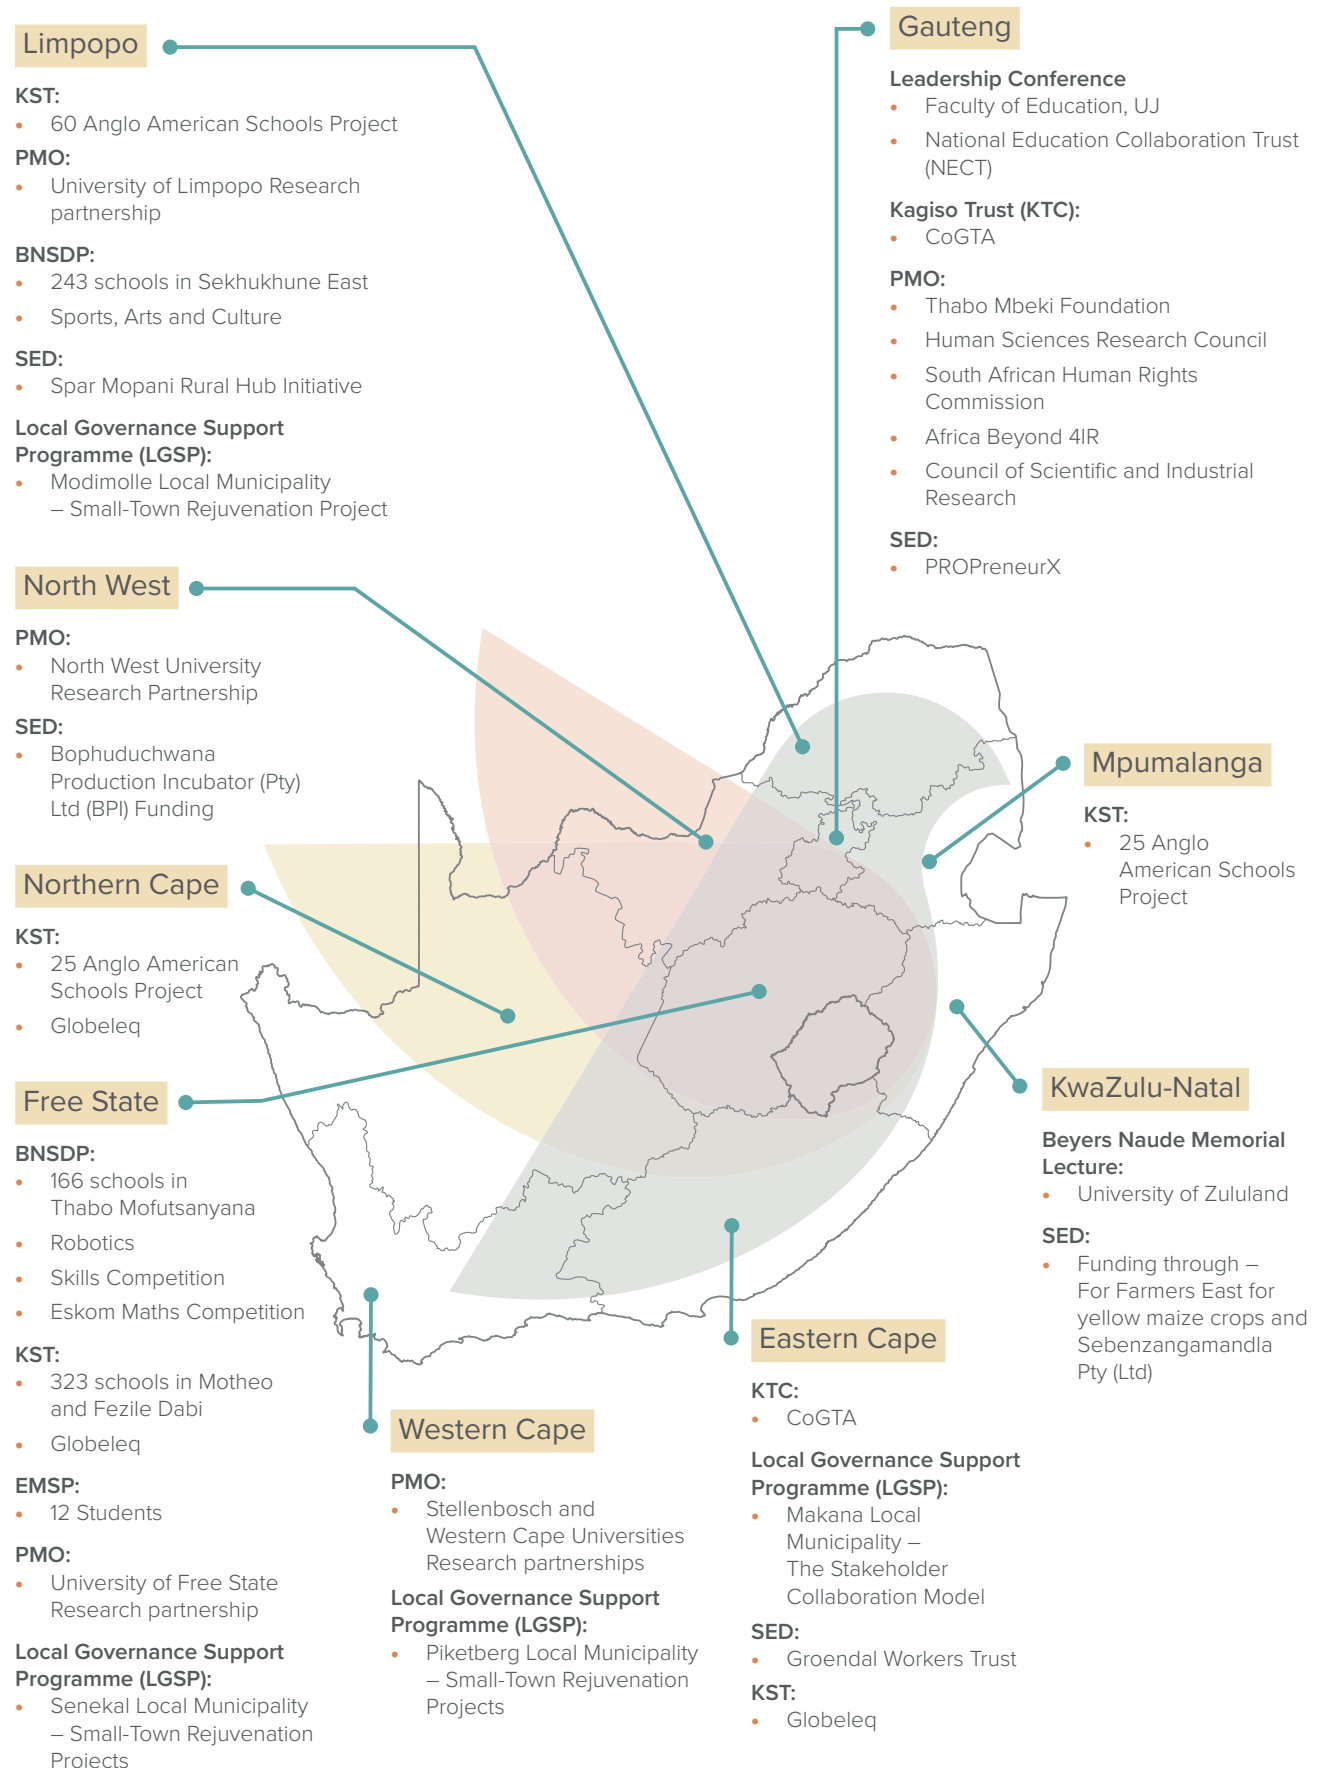 Limpopo
KST:
• 60 Anglo American Schools Project
PMO:
• University of Limpopo Research
partnership
BNSDP:
• 243 schools in Sekhukhune East
• Sports, Arts and Culture
SED:
• Spar Mopani Rural Hub Initiative
Local Governance Support
Programme (LGSP):
• Modimolle Local Municipality
– Small-Town Rejuvenation Project
North West
PMO:
• North West University
Research Partnership
SED:
• Bophuduchwana
Production Incubator (Pty)
Ltd (BPI) Funding
Northern Cape
KST:
• 25 Anglo American
Schools Project
• Globeleq
Free State
BNSDP:
• 166 schools in
Thabo Mofutsanyana
• Robotics
• Skills Competition
• Eskom Maths Competition
KST:
• 323 schools in Motheo
and Fezile Dabi
• Globeleq
EMSP:
• 12 Students
PMO:
• University of Free State
Research partnership
Local Governance Support
Programme (LGSP):
• Senekal Local Municipality
– Small-Town Rejuvenation
Projects
Western Cape
PMO:
• Stellenbosch and
Western Cape Universities
Research partnerships
Local Governance Support
Programme (LGSP):
• Piketberg Local Municipality
– Small-Town Rejuvenation
Projects
Eastern Cape
KTC:
• CoGTA
Local Governance Support
Programme (LGSP):
• Makana Local
Municipality –
The Stakeholder
Collaboration Model
SED:
• Groendal Workers Trust
KST:
• Globeleq
Gauteng
Leadership Conference
• Faculty of Education, UJ
• National Education Collaboration Trust
(NECT)
Kagiso Trust (KTC):
• CoGTA
PMO:
• Thabo Mbeki Foundation
• Human Sciences Research Council
• South African Human Rights
Commission
• Africa Beyond 4IR
• Council of Scientific and Industrial
Research
SED:
• PROPreneurX
Mpumalanga
KST:
• 25 Anglo
American Schools
Project
KwaZulu-Natal
Beyers Naude Memorial
Lecture:
• University of Zululand
SED:
• Funding through –
For Farmers East for
yellow maize crops and
Sebenzangamandla
Pty (Ltd)